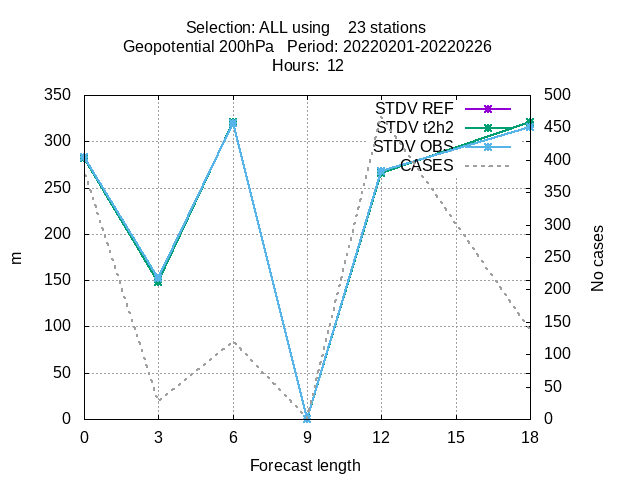 Selection: ALL using 23 stations
Geopotential 200hPa Period: 20220201-20220226
Hours: 12
STDV REF
STDV t2h2
STDV OBS
CASES
350
300
250
200
150
100
50
0
m
500
450
400
350
300
250
200
150
100
50
0
No cases
0 3 6 9 12 15 18
Forecast length